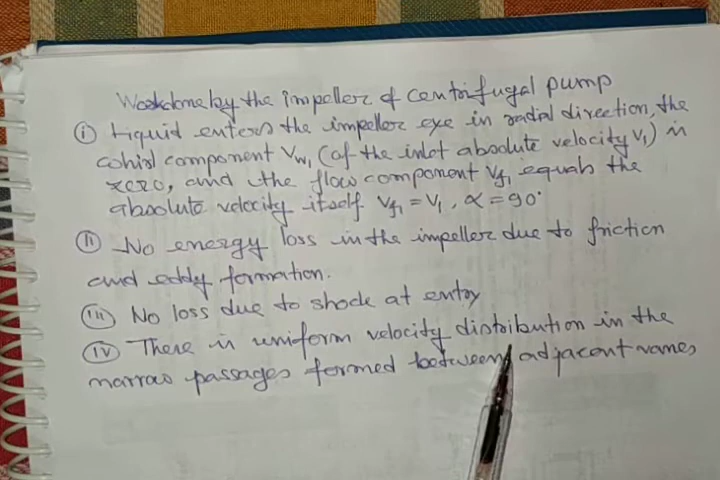 Workdone by the impeller of centrifugal pump
(i) Liquid enters the impeller eye in radial direction, the
whirl component Vw1 (of the inlet absolute velocity V1) is
zero, and the flow component Vf1 equals the
absolute velocity itself Vf1 = V1, α = 90°
(ii) No energy loss in the impeller due to friction
and eddy formation.
(iii) No loss due to shock at entry
(iv) There is uniform velocity distribution in the
narrow passages formed between adjacent vanes